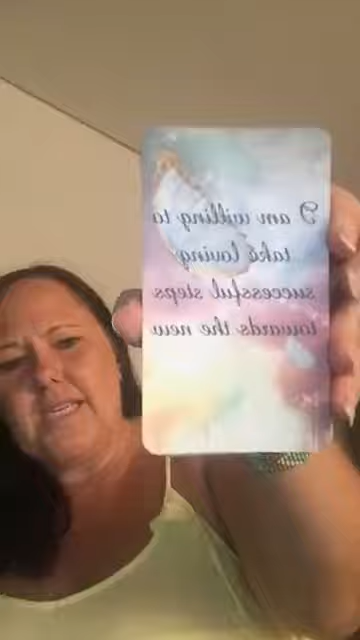 I am willing to
take loving
successful steps
towards the new